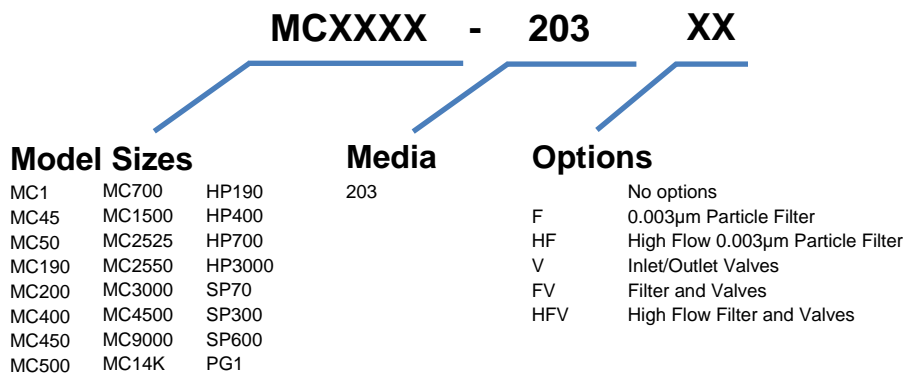 MCXXXX - 203 XX
Model Sizes Media Options
MC1 MC700 HP190 203 No options
MC45 MC1500 HP400 F 0.003µm Particle Filter
MC50 MC2525 HP700 HF High Flow 0.003µm Particle Filter
MC190 MC2550 HP3000 V Inlet/Outlet Valves
MC200 MC3000 SP70 FV Filter and Valves
MC400 MC4500 SP300 HFV High Flow Filter and Valves
MC450 MC9000 SP600
MC500 MC14K PG1